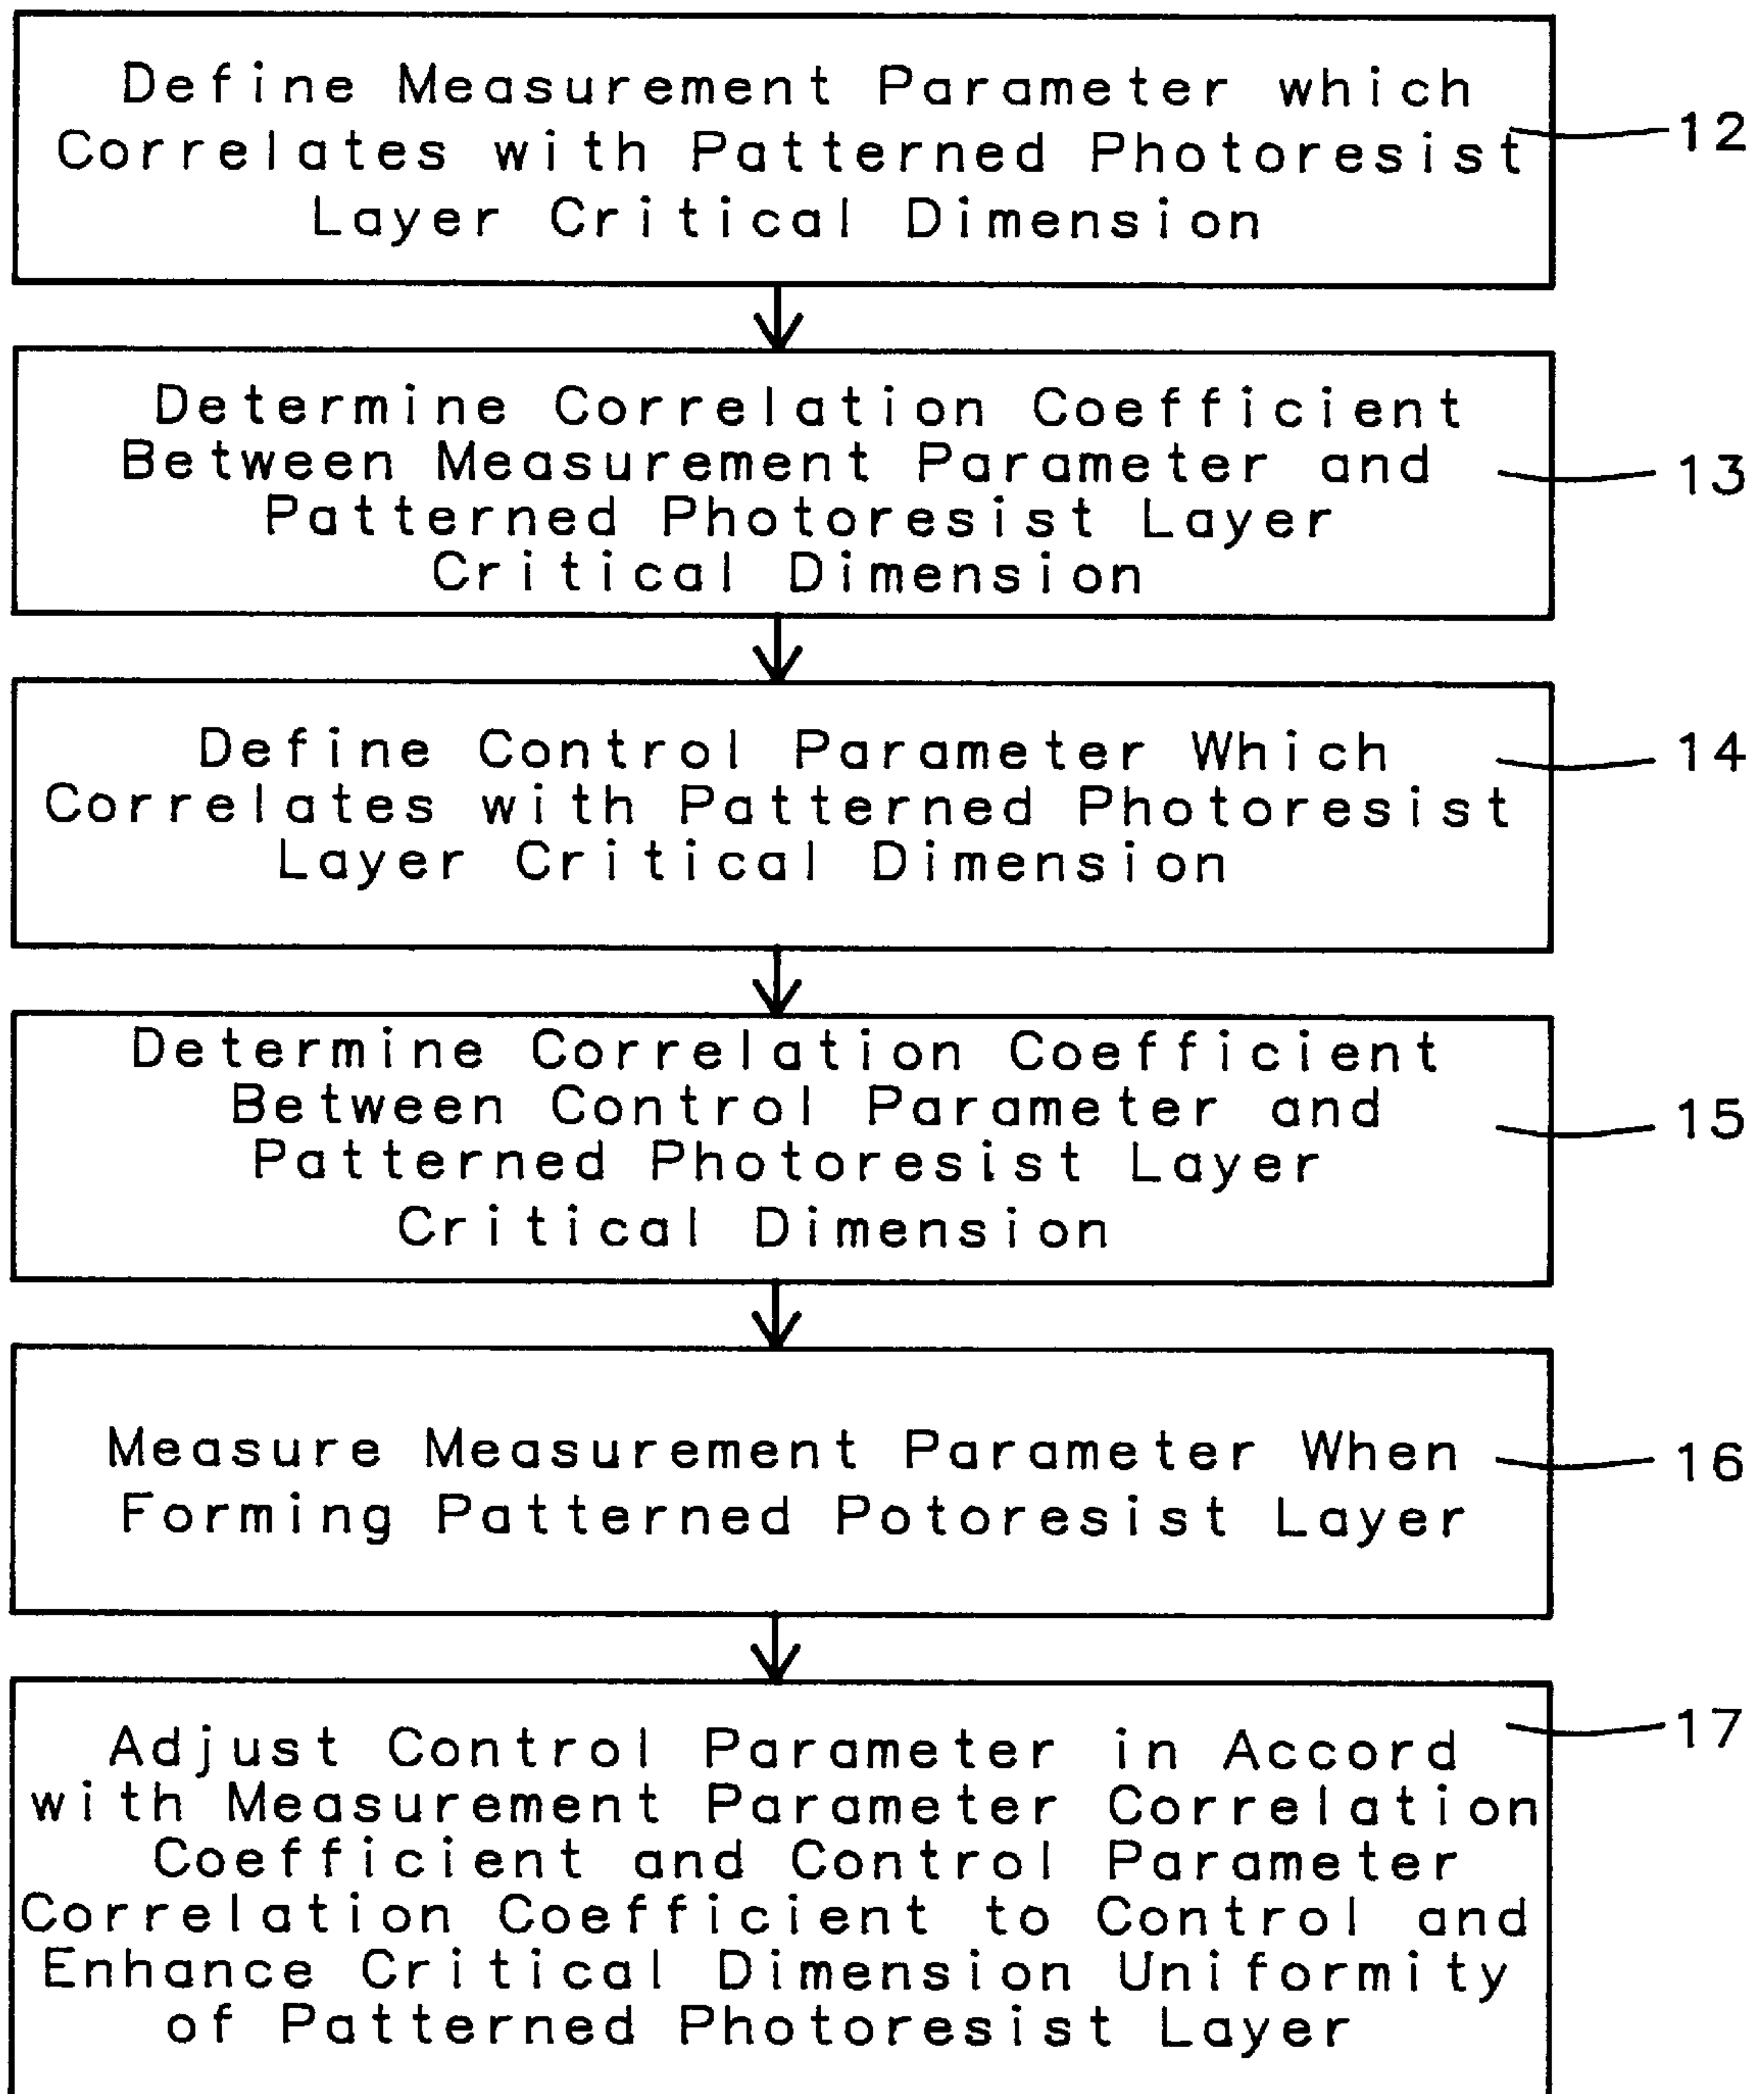 Define Measurement Parameter which
Correlates with Patterned Photoresist
Layer Critical Dimension
12
Determine Correlation Coefficient
Between Measurement Parameter and
Patterned Photoresist Layer
Critical Dimension
13
Define Control Parameter Which
Correlates with Patterned Photoresist
Layer Critical Dimension
14
Determine Correlation Coefficient
Between Control Parameter and
Patterned Photoresist Layer
Critical Dimension
15
Measure Measurement Parameter When
Forming Patterned Potoresist Layer
16
Adjust Control Parameter in Accord
with Measurement Parameter Correlation
Coefficient and Control Parameter
Correlation Coefficient to Control and
Enhance Critical Dimension Uniformity
of Patterned Photoresist Layer
17